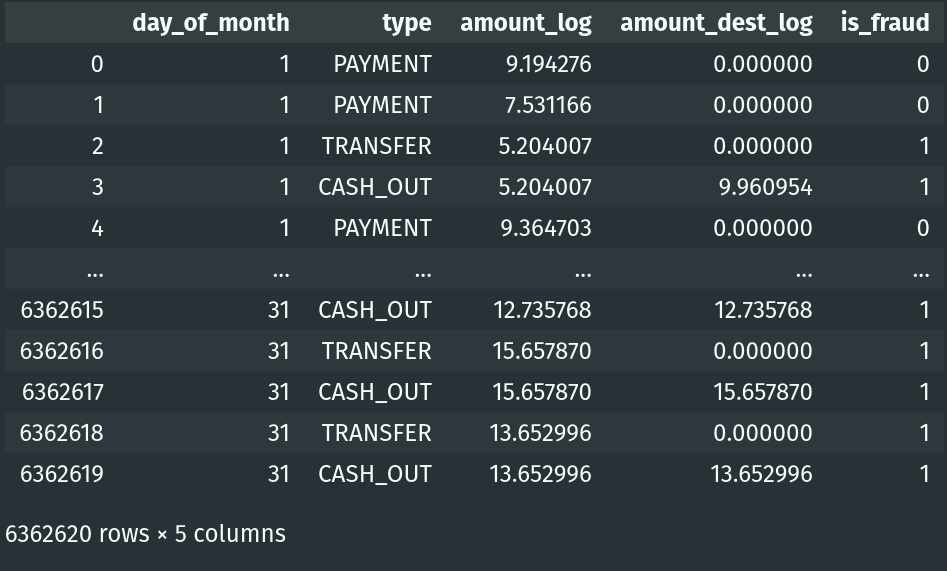 day_of_month type amount_log amount_dest_log is_fraud
0 1 PAYMENT 9.194276 0.000000 0
1 1 PAYMENT 7.531166 0.000000 0
2 1 TRANSFER 5.204007 0.000000 1
3 1 CASH_OUT 5.204007 9.960954 1
4 1 PAYMENT 9.364703 0.000000 0
... ... ... ... ... ...
6362615 31 CASH_OUT 12.735768 12.735768 1
6362616 31 TRANSFER 15.657870 0.000000 1
6362617 31 CASH_OUT 15.657870 15.657870 1
6362618 31 TRANSFER 13.652996 0.000000 1
6362619 31 CASH_OUT 13.652996 13.652996 1
6362620 rows × 5 columns